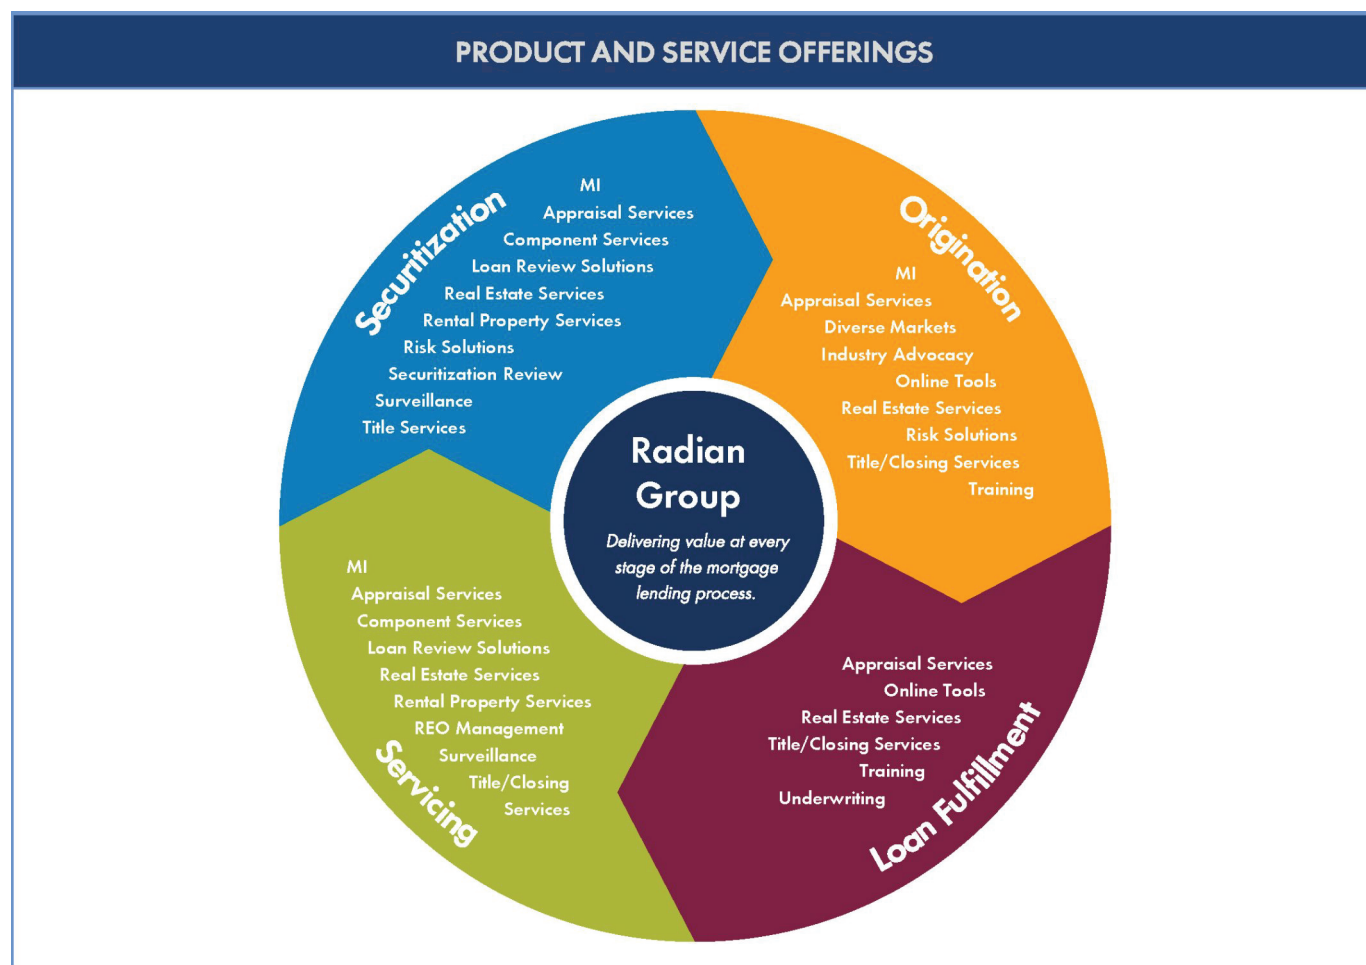 PRODUCT AND SERVICE OFFERINGS
Securitization
MI
Appraisal Services
Component Services
Loan Review Solutions
Real Estate Services
Rental Property Services
Risk Solutions
Securitization Review
Surveillance
Title Services
Origination
MI
Appraisal Services
Diverse Markets
Industry Advocacy
Online Tools
Real Estate Services
Risk Solutions
Title/Closing Services
Training
Radian
Group
Delivering value at every
stage of the mortgage
lending process.
Servicing
MI
Appraisal Services
Component Services
Loan Review Solutions
Real Estate Services
Rental Property Services
REO Management
Surveillance
Title/Closing
Services
Loan Fulfillment
Appraisal Services
Online Tools
Real Estate Services
Title/Closing Services
Training
Underwriting